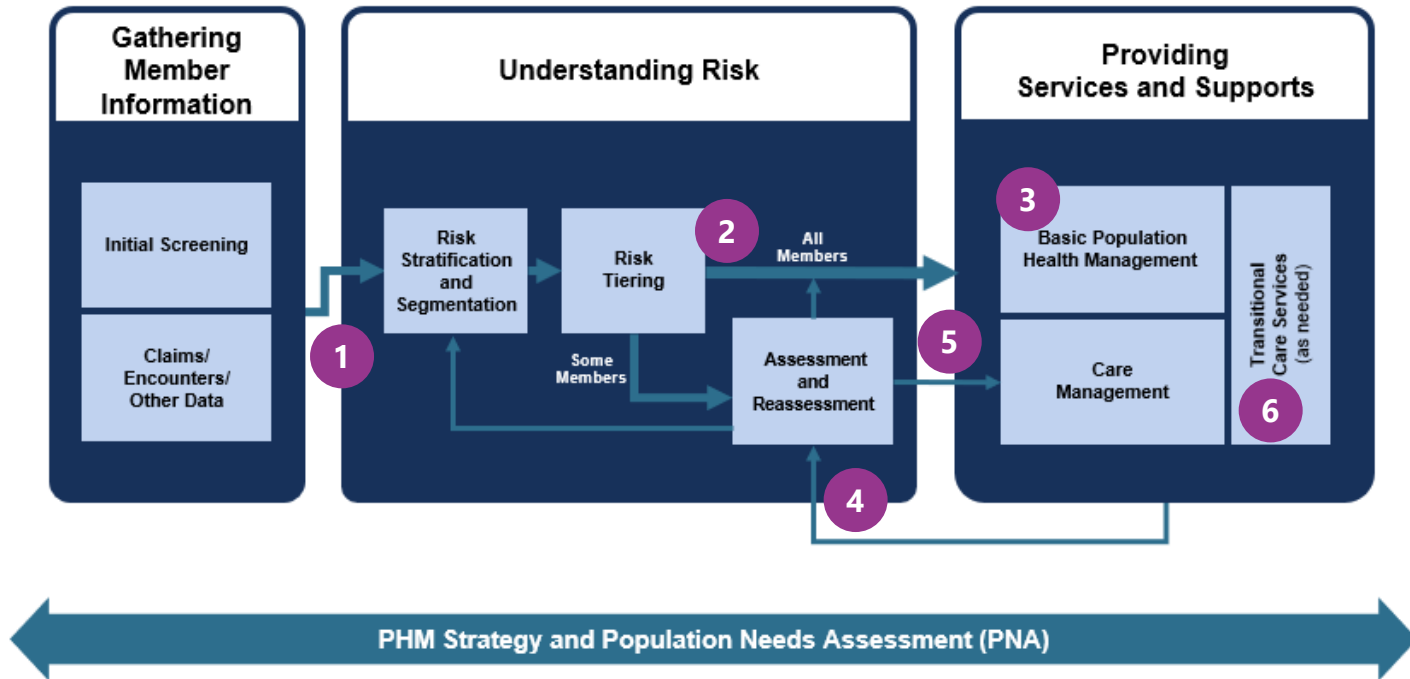 Gathering
Member
Information
Initial Screening
Claims/
Encounters/
Other Data
1
Understanding Risk
Risk
Stratification
and
Segmentation
Risk
Tiering
2
All
Members
Some
Members
Assessment
and
Reassessment
4
5
Providing
Services and Supports
3
Basic Population
Health Management
Care
Management
Transitional
Care Services
(as needed)
6
PHM Strategy and Population Needs Assessment (PNA)